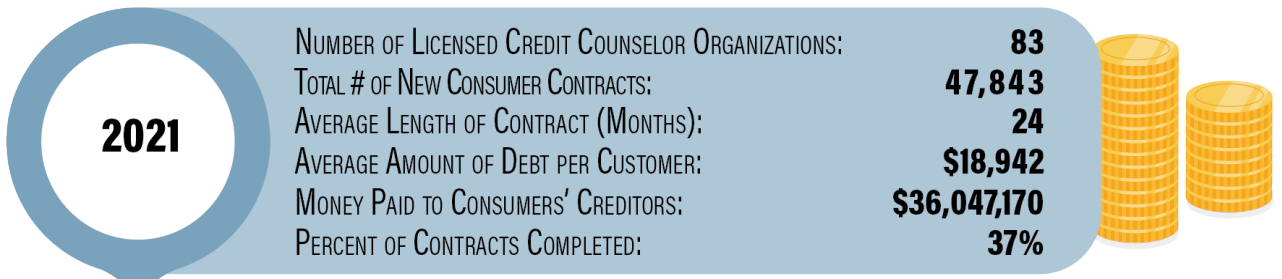 2021
Number of Licensed Credit Counselor Organizations: 83
Total # of New Consumer Contracts: 47,843
Average Length of Contract (Months): 24
Average Amount of Debt per Customer: $18,942
Money Paid to Consumers' Creditors: $36,047,170
Percent of Contracts Completed: 37%